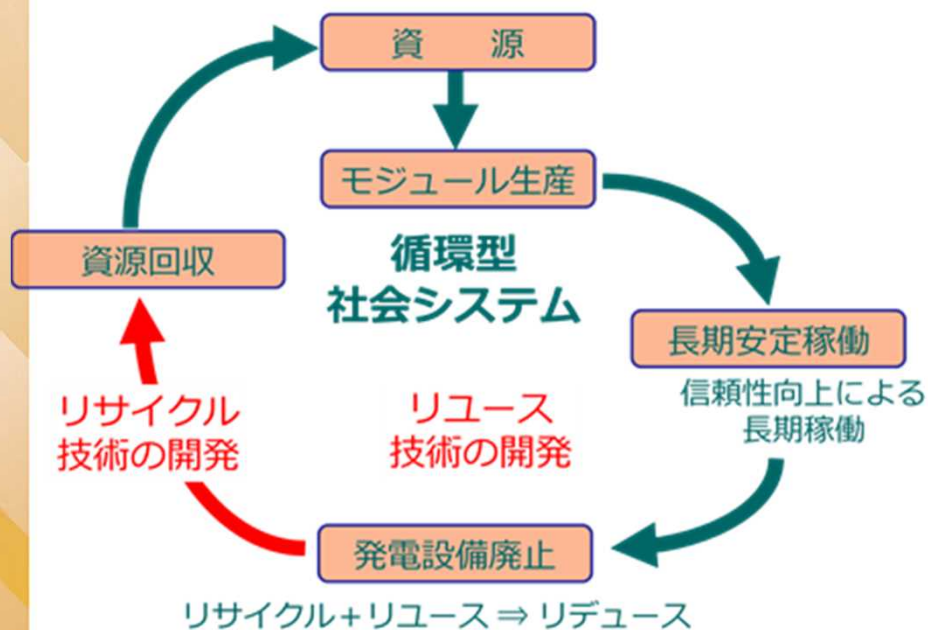 資　源
モジュール生産
資源回収
循環型
社会システム
長期安定稼働
信頼性向上による
長期稼働
リサイクル
技術の開発
リユース
技術の開発
発電設備廃止
リサイクル＋リユース ⇒ リデュース